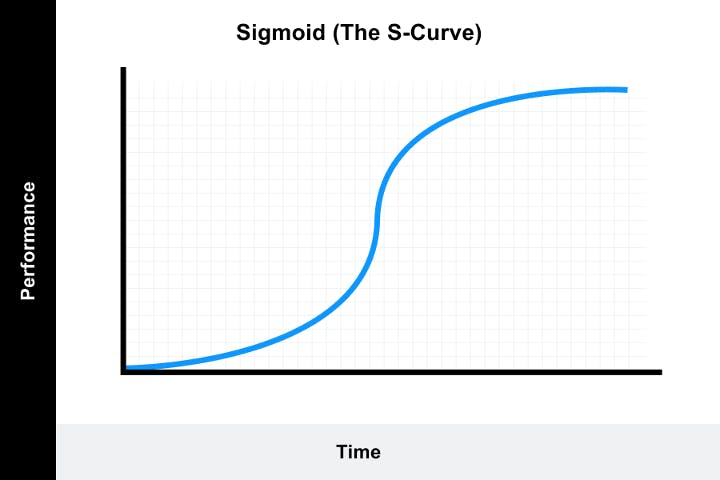 Sigmoid (The S-Curve)
Performance
Time